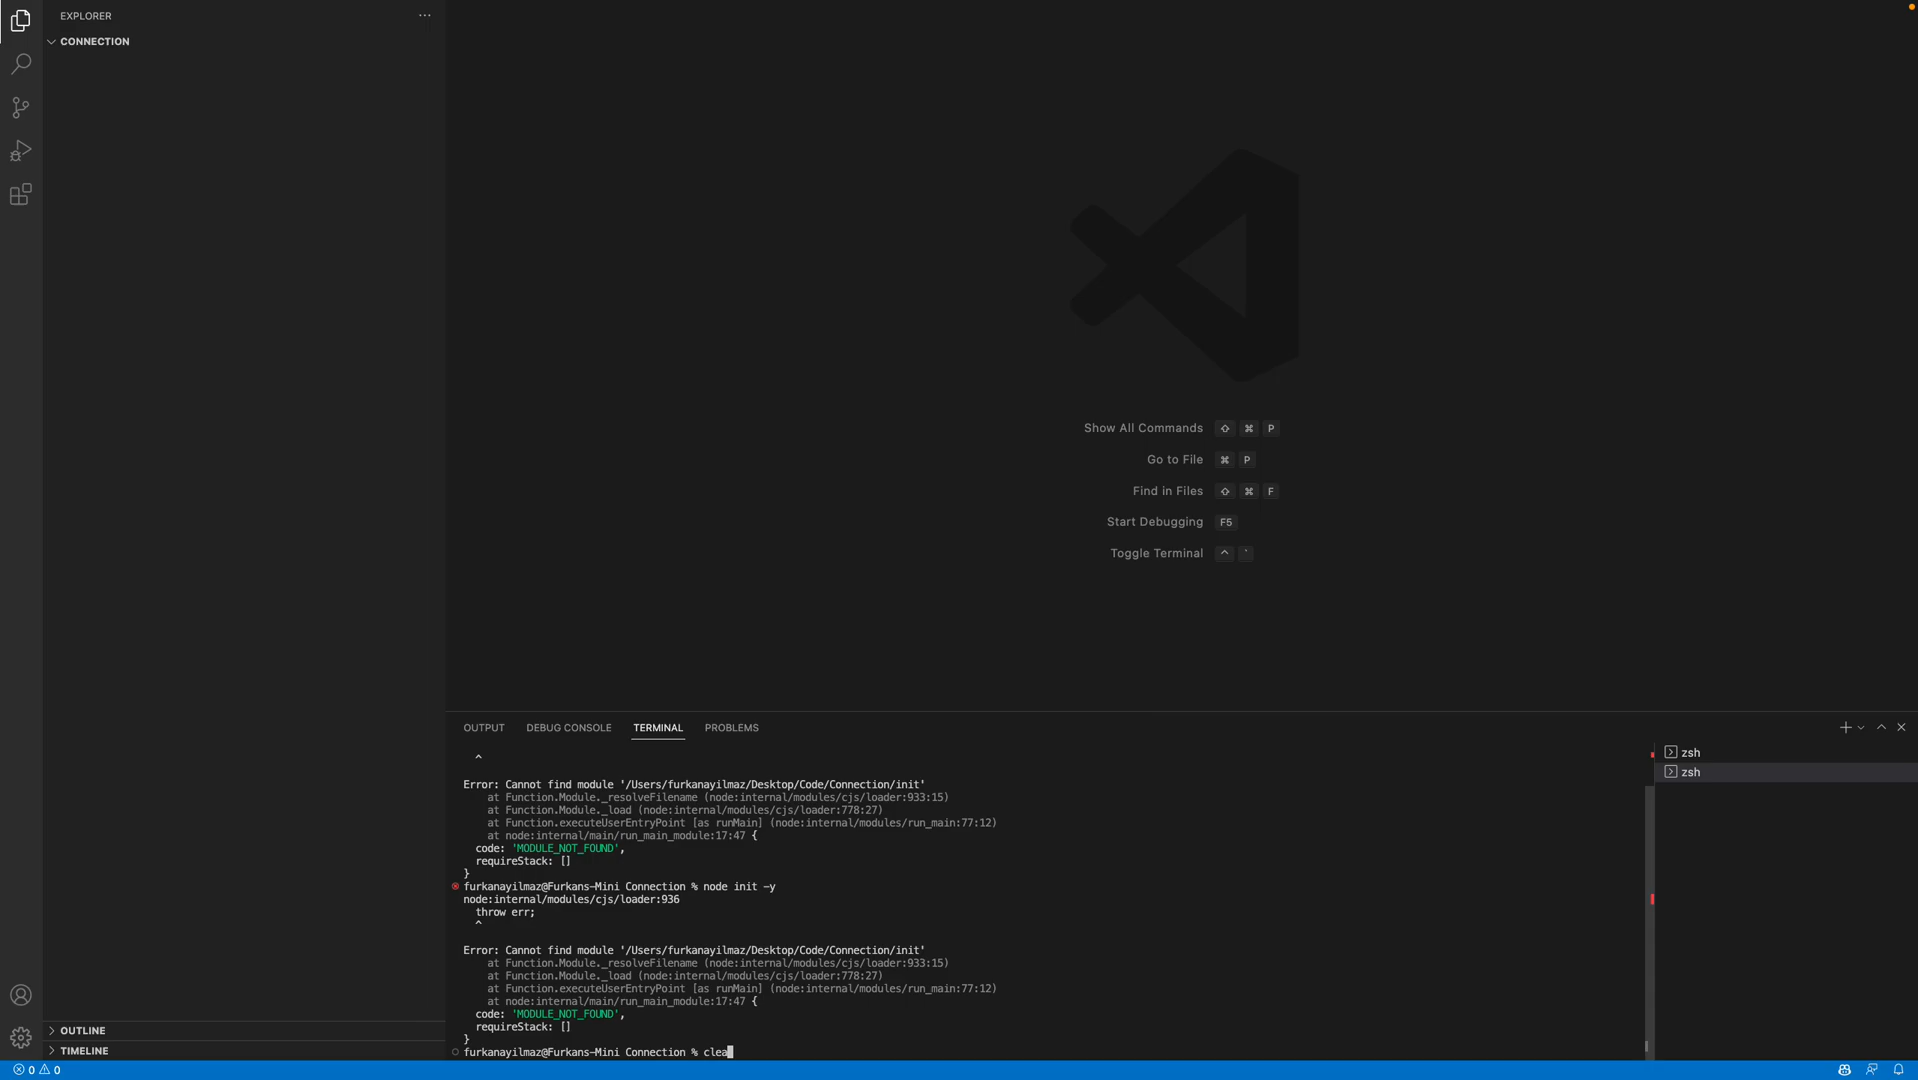 EXPLORER
CONNECTION
Show All Commands ⇧ ⌘ P
Go to File ⌘ P
Find in Files ⇧ ⌘ F
Start Debugging F5
Toggle Terminal ^ `
OUTPUT DEBUG CONSOLE TERMINAL PROBLEMS
^
Error: Cannot find module '/Users/furkanayilmaz/Desktop/Code/Connection/init'
at Function.Module._resolveFilename (node:internal/modules/cjs/loader:933:15)
at Function.Module._load (node:internal/modules/cjs/loader:778:27)
at Function.executeUserEntryPoint [as runMain] (node:internal/modules/run_main:77:12)
at node:internal/main/run_main_module:17:47 {
code: 'MODULE_NOT_FOUND',
requireStack: []
}
furkanayilmaz@Furkans-Mini Connection % node init -y
node:internal/modules/cjs/loader:936
throw err;
^
Error: Cannot find module '/Users/furkanayilmaz/Desktop/Code/Connection/init'
at Function.Module._resolveFilename (node:internal/modules/cjs/loader:933:15)
at Function.Module._load (node:internal/modules/cjs/loader:778:27)
at Function.executeUserEntryPoint [as runMain] (node:internal/modules/run_main:77:12)
at node:internal/main/run_main_module:17:47 {
code: 'MODULE_NOT_FOUND',
requireStack: []
}
furkanayilmaz@Furkans-Mini Connection % clea
zsh
zsh
OUTLINE
TIMELINE
0 0